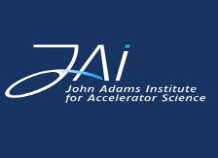 JAi
John Adams Institute
for Accelerator Science